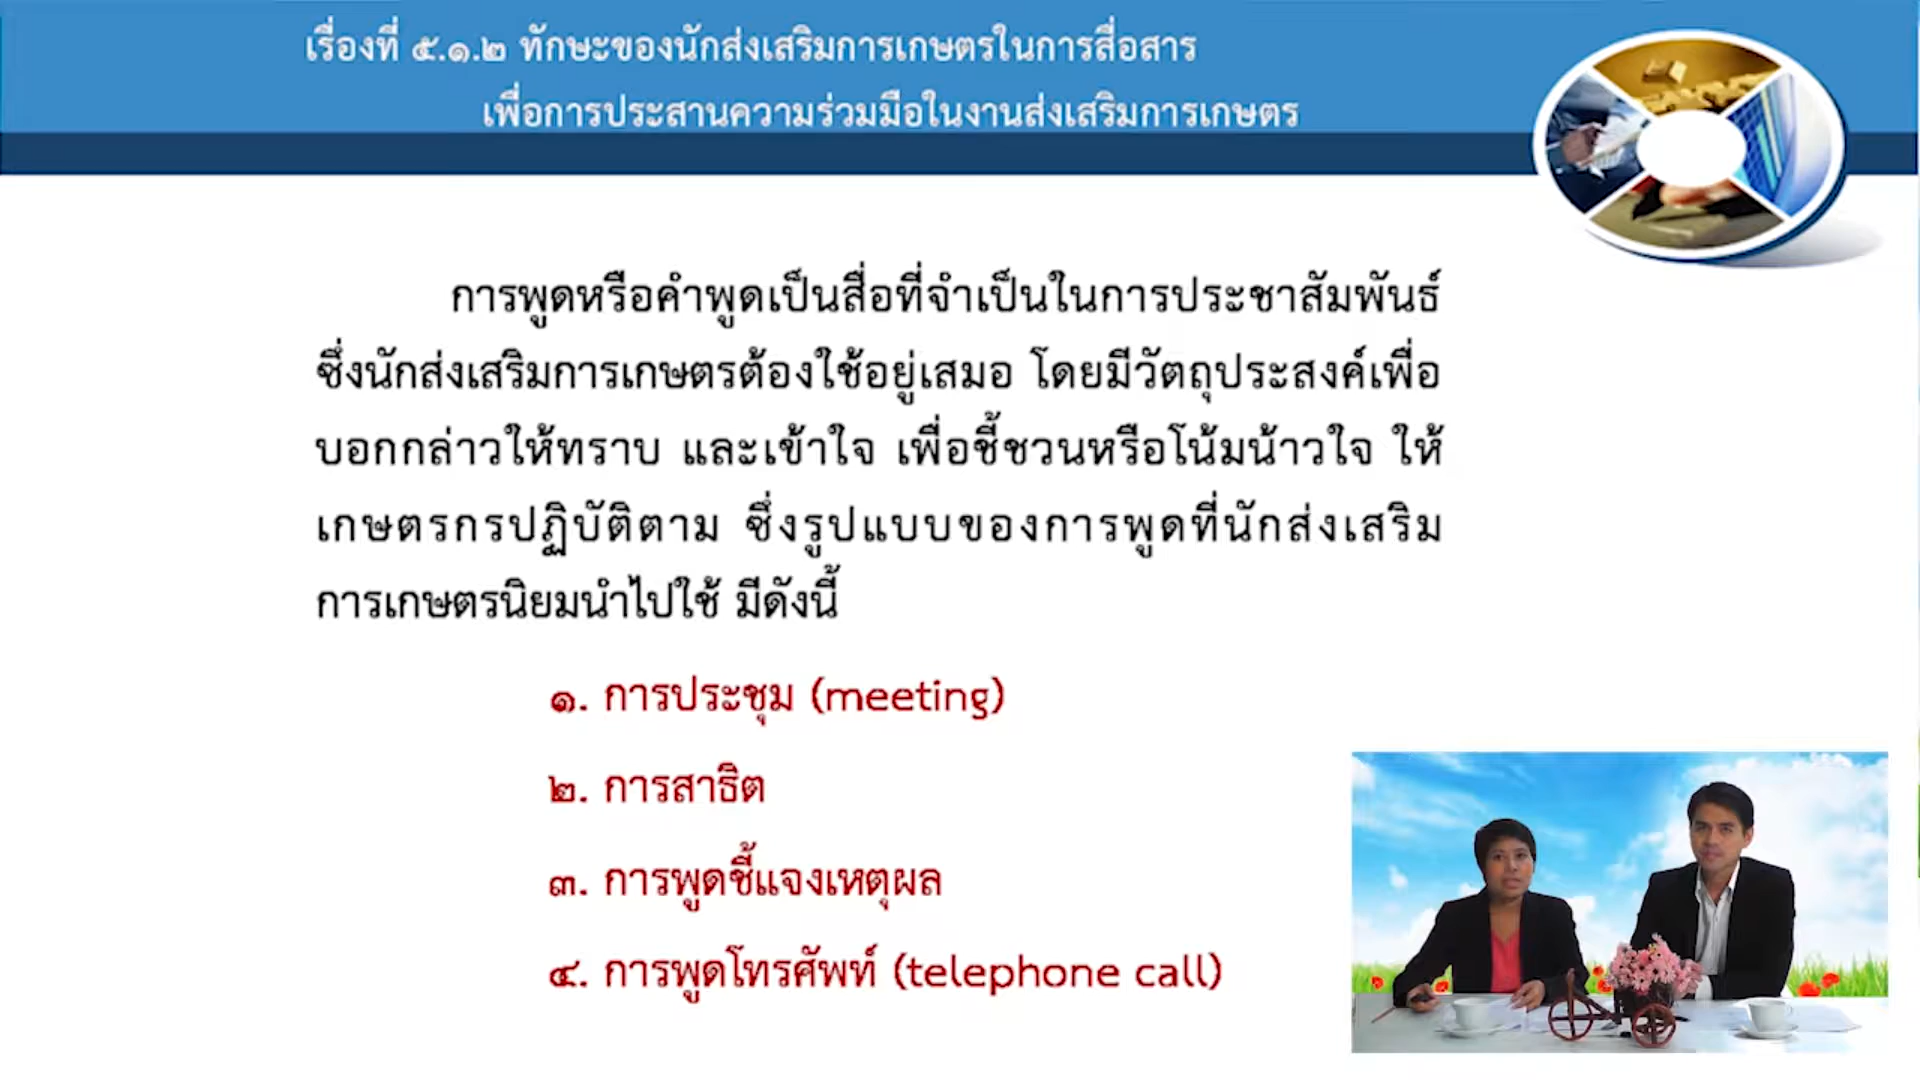 เรื่องที่ ๕.๑.๒ ทักษะของนักส่งเสริมการเกษตรในการสื่อสาร
เพื่อการประสานความร่วมมือในงานส่งเสริมการเกษตร
การพูดหรือคำพูดเป็นสื่อที่จำเป็นในการประชาสัมพันธ์
ซึ่งนักส่งเสริมการเกษตรต้องใช้อยู่เสมอ โดยมีวัตถุประสงค์เพื่อ
บอกกล่าวให้ทราบ และเข้าใจ เพื่อชี้ชวนหรือโน้มน้าวใจ ให้
เกษตรกรปฏิบัติตาม ซึ่งรูปแบบของการพูดที่นักส่งเสริม
การเกษตรนิยมนำไปใช้ มีดังนี้
๑. การประชุม (meeting)
๒. การสาธิต
๓. การพูดชี้แจงเหตุผล
๔. การพูดโทรศัพท์ (telephone call)